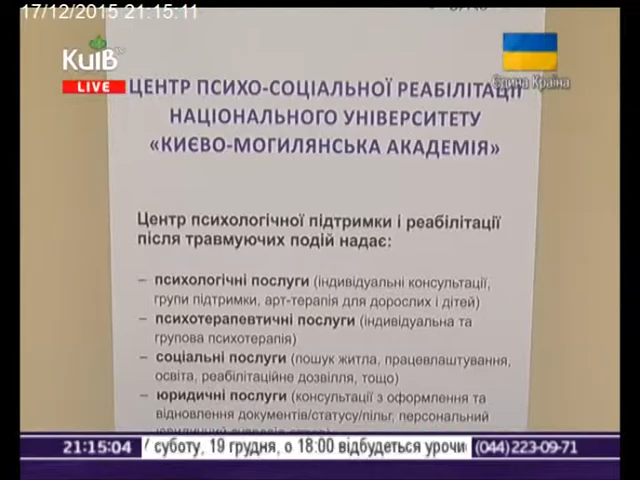 17/12/2015 21:15:11
КиЇВ
LIVE
Єдина Країна
ЦЕНТР ПСИХО-СОЦІАЛЬНОЇ РЕАБІЛІТАЦІЇ
НАЦІОНАЛЬНОГО УНІВЕРСИТЕТУ
«КИЄВО-МОГИЛЯНСЬКА АКАДЕМІЯ»
Центр психологічної підтримки і реабілітації
після травмуючих подій надає:
– психологічні послуги (індивідуальні консультації,
групи підтримки, арт-терапія для дорослих і дітей)
– психотерапевтичні послуги (індивідуальна та
групова психотерапія)
– соціальні послуги (пошук житла, працевлаштування,
освіта, реабілітаційне дозвілля, тощо)
– юридичні послуги (консультації з оформлення та
відновлення документів/статусу/пільг, персональний
21:15:04 суботу, 19 грудня, о 18:00 відбудеться урочи (044)223-09-71